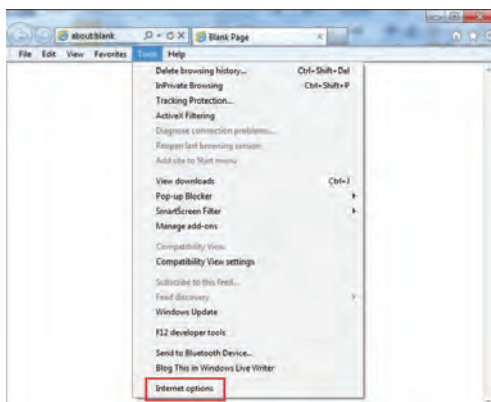 about:blank
Blank Page
File Edit View Favorites Tools Help
Delete browsing history... Ctrl+Shift+Del
InPrivate Browsing Ctrl+Shift+P
Tracking Protection...
ActiveX Filtering
Diagnose connection problems...
Reopen last browsing session
Add site to Start menu
View downloads Ctrl+J
Pop-up Blocker
SmartScreen Filter
Manage add-ons
Compatibility View
Compatibility View settings
Subscribe to this feed...
Feed discovery
Windows Update
F12 developer tools
Send to Bluetooth Device...
Blog This in Windows Live Writer
Internet options